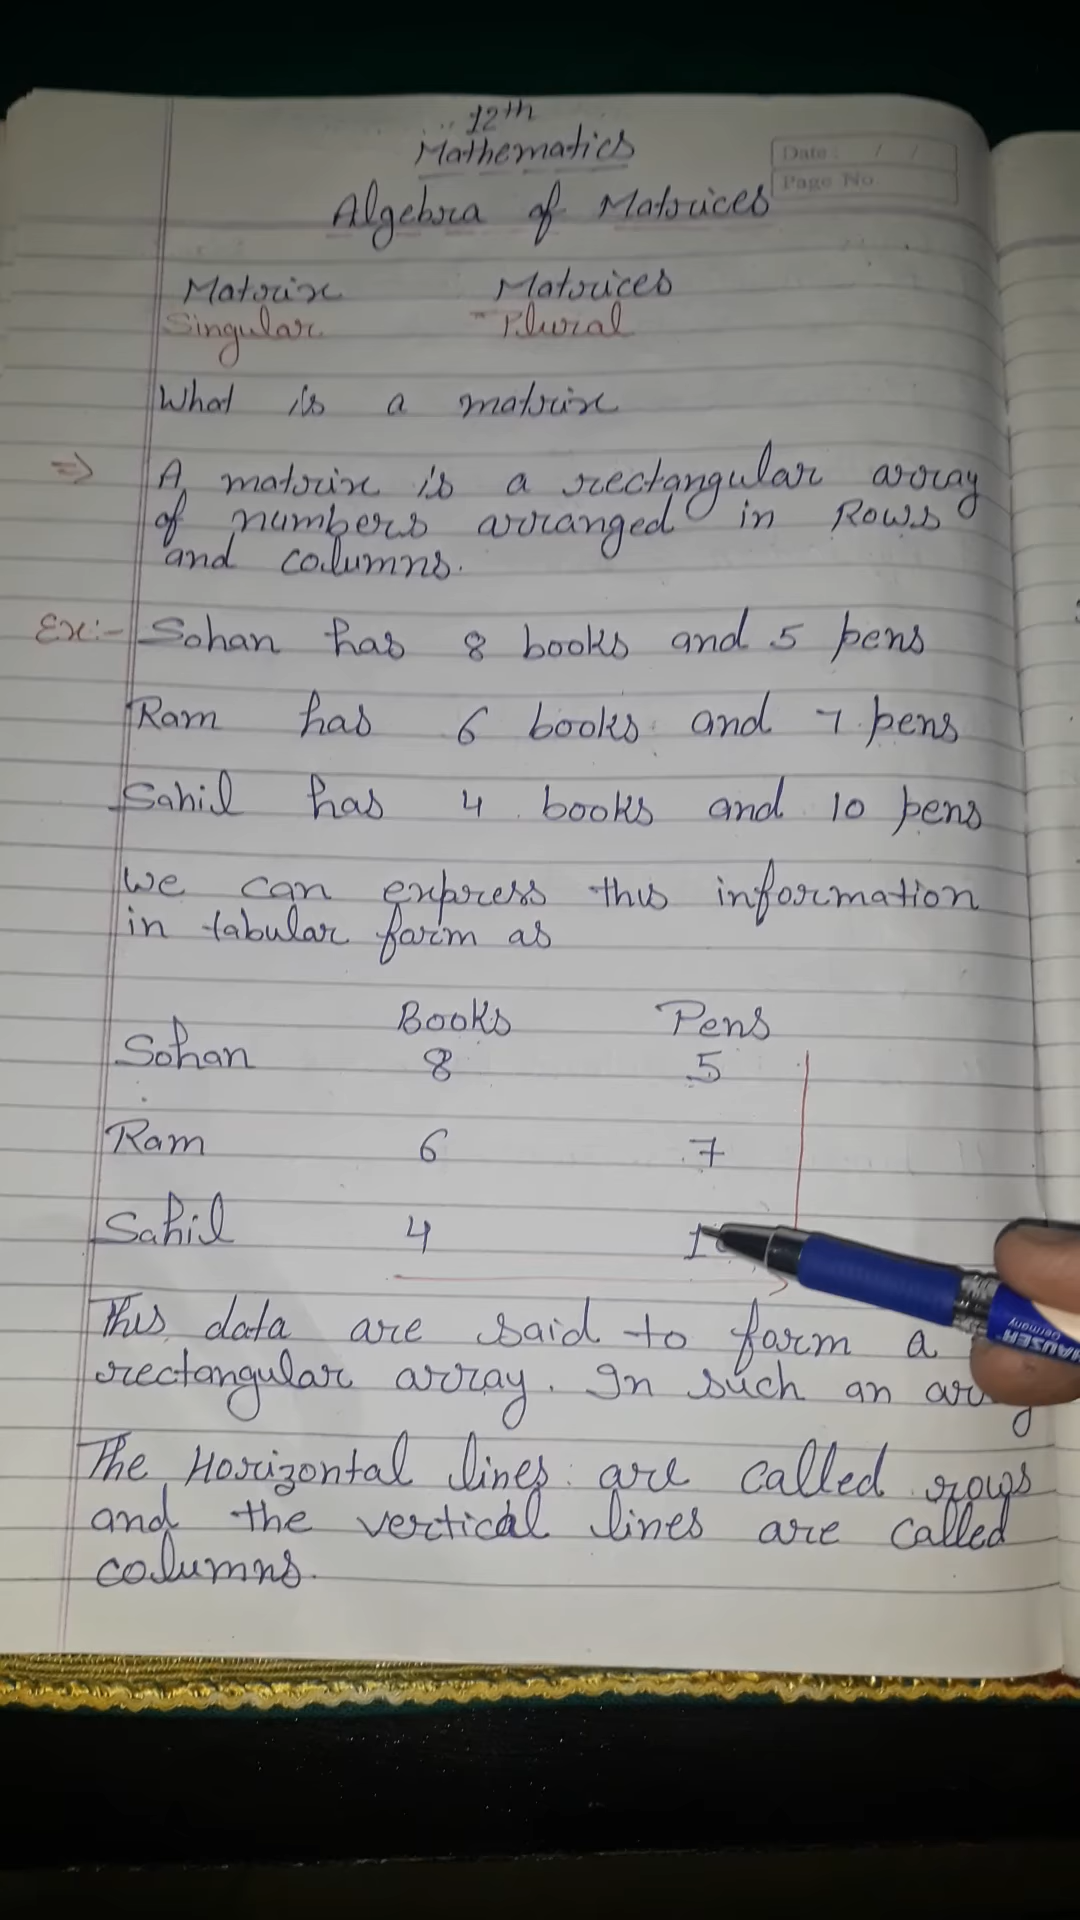 12th
Mathematics
Date: / /
Page No.
Algebra of Matrices
Matrix Matrices
Singular Plural
What is a matrix
⇒ A matrix is a rectangular array
of numbers arranged in Rows
and columns.
Ex:- Sohan has 8 books and 5 pens
Ram has 6 books and 7 pens
Sahil has 4 books and 10 pens
We can express this information
in tabular form as
Books Pens
Sohan 8 5
Ram 6 7
Sahil 4 10
This data are said to form a
rectangular array. In such an array
The Horizontal lines are called rows
and the vertical lines are called
columns.
HAUSER
Germany